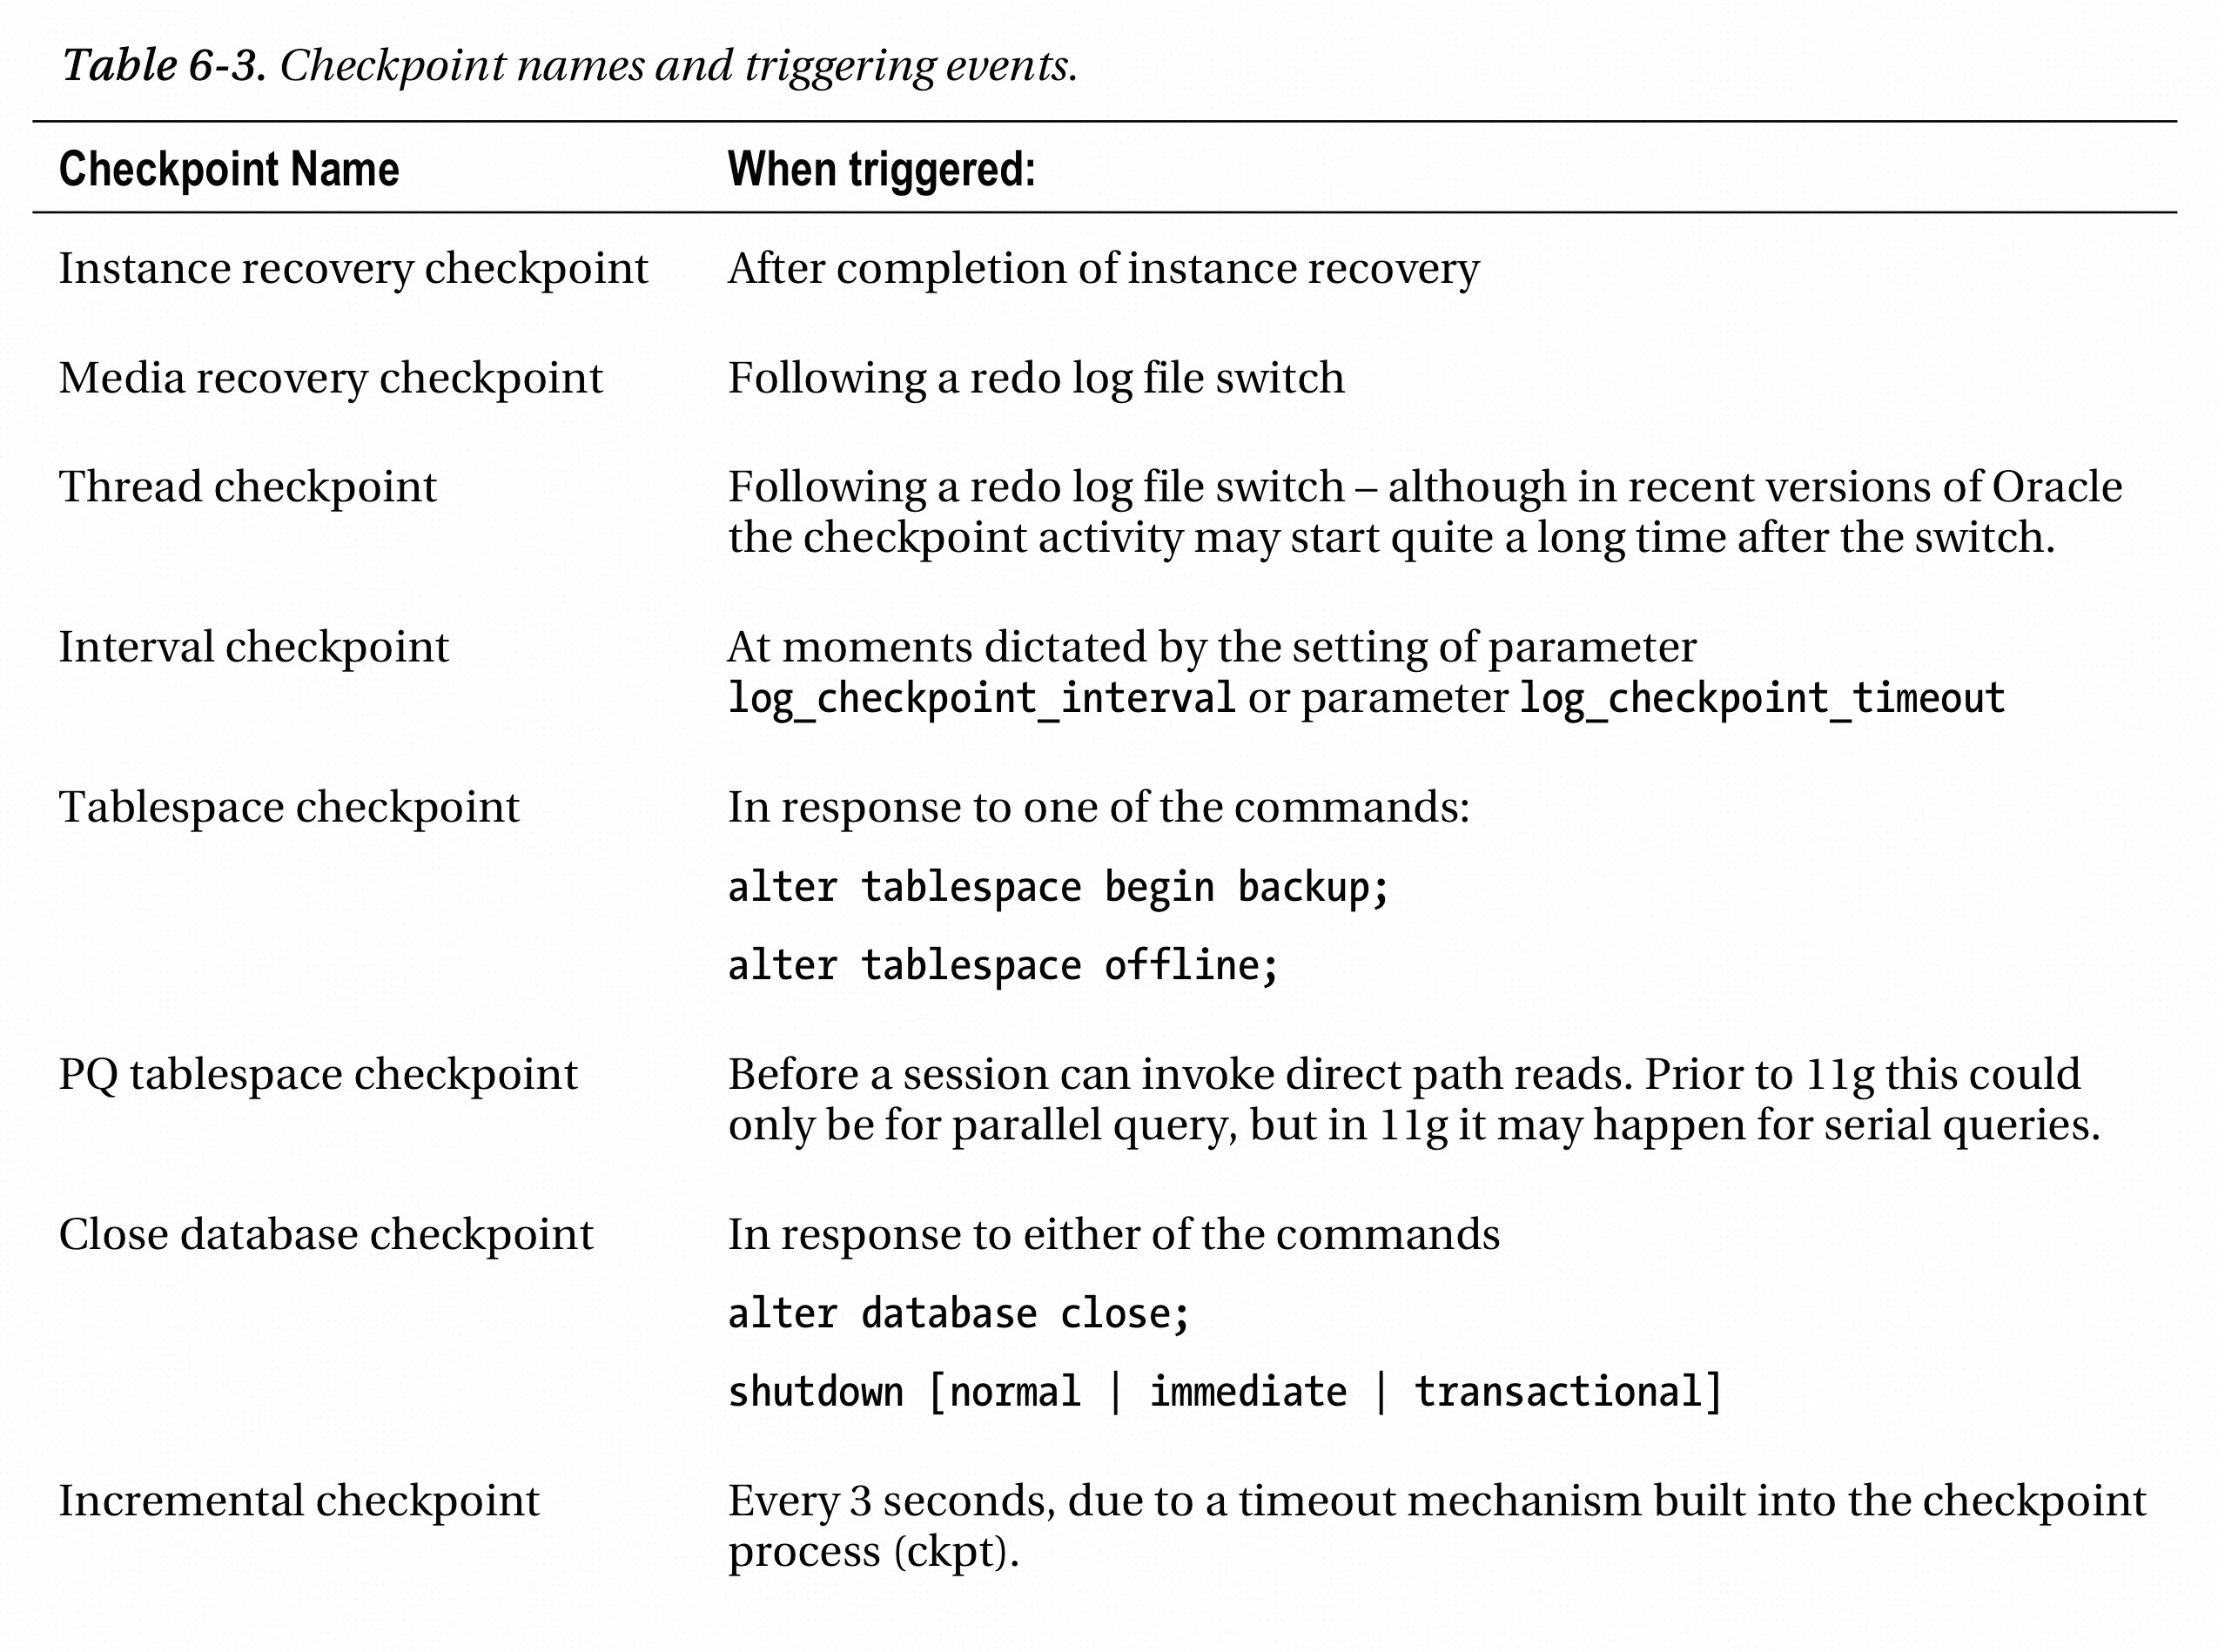 Table 6-3. Checkpoint names and triggering events.
Checkpoint Name When triggered:
Instance recovery checkpoint After completion of instance recovery
Media recovery checkpoint Following a redo log file switch
Thread checkpoint Following a redo log file switch – although in recent versions of Oracle
the checkpoint activity may start quite a long time after the switch.
Interval checkpoint At moments dictated by the setting of parameter
log_checkpoint_interval or parameter log_checkpoint_timeout
Tablespace checkpoint In response to one of the commands:
alter tablespace begin backup;
alter tablespace offline;
PQ tablespace checkpoint Before a session can invoke direct path reads. Prior to 11g this could
only be for parallel query, but in 11g it may happen for serial queries.
Close database checkpoint In response to either of the commands
alter database close;
shutdown [normal | immediate | transactional]
Incremental checkpoint Every 3 seconds, due to a timeout mechanism built into the checkpoint
process (ckpt).